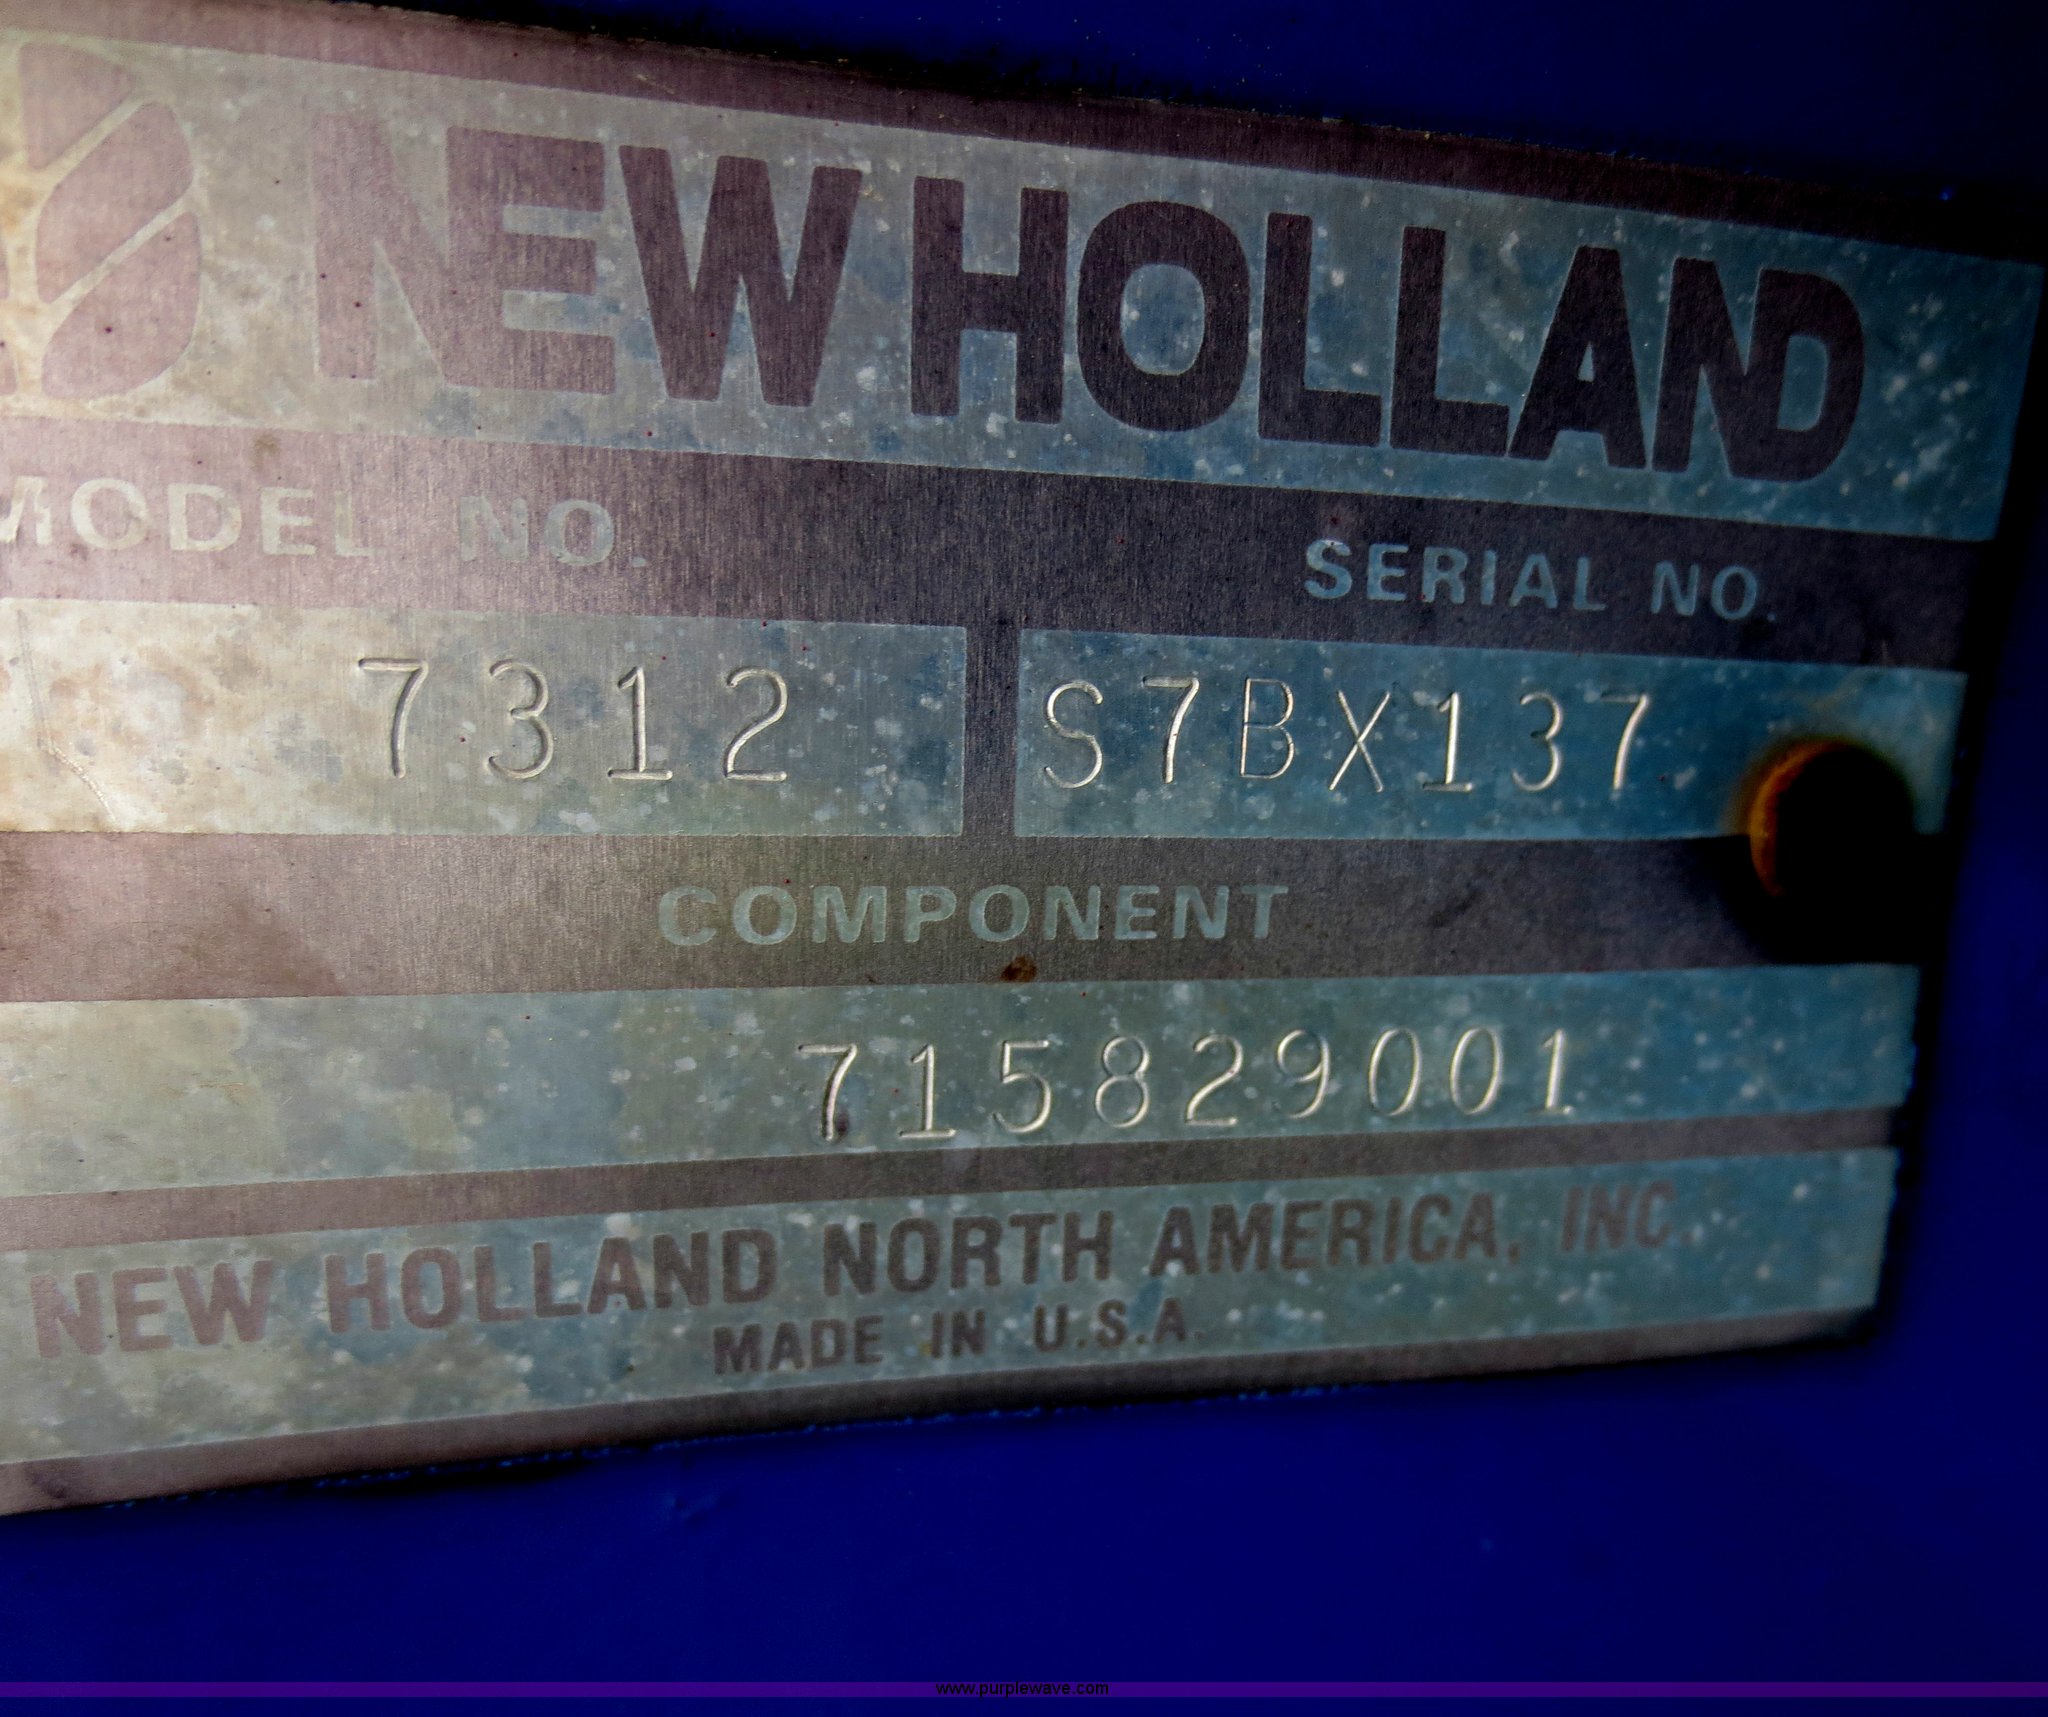 NEW HOLLAND
MODEL NO. SERIAL NO.
7312 S7BX137
COMPONENT
715829001
NEW HOLLAND NORTH AMERICA, INC.
MADE IN U.S.A.
www.purplewave.com